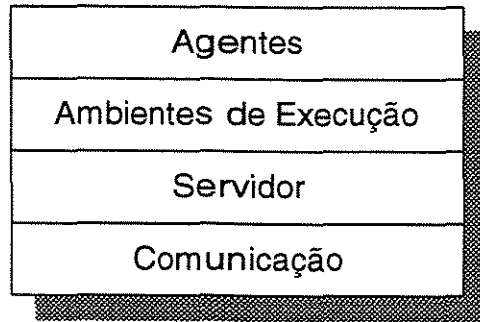 Agentes
Ambientes de Execução
Servidor
Comunicação